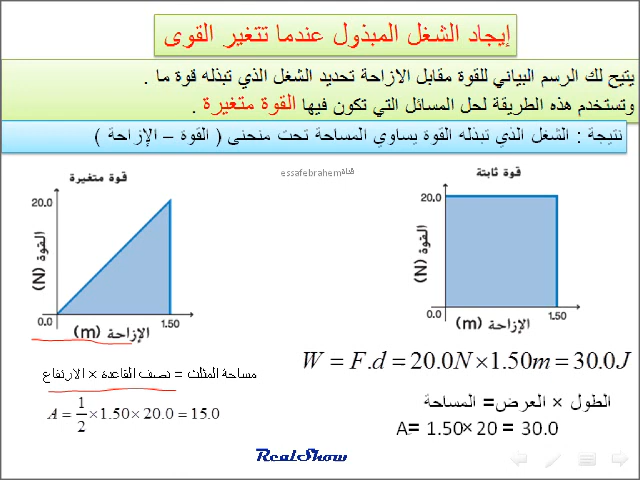 إيجاد الشغل المبذول عندما تتغير القوى
يتيح لك الرسم البياني للقوة مقابل الازاحة تحديد الشغل الذي تبذله قوة ما .
وتستخدم هذه الطريقة لحل المسائل التي تكون فيها القوة متغيرة .
نتيجة : الشغل الذي تبذله القوة يساوي المساحة تحت منحنى ( القوة – الإزاحة )
قناة essafebrahem
قوة ثابتة
20.0
القوة (N)
0.0
1.50
الإزاحة (m)
قوة متغيرة
20.0
القوة (N)
0.0
1.50
الإزاحة (m)
W = F.d = 20.0N×1.50m = 30.0J
الطول × العرض= المساحة
A= 1.50×20 = 30.0
مساحة المثلث = نصف القاعدة × الارتفاع
A = 1/2 ×1.50×20.0 = 15.0
RealShow